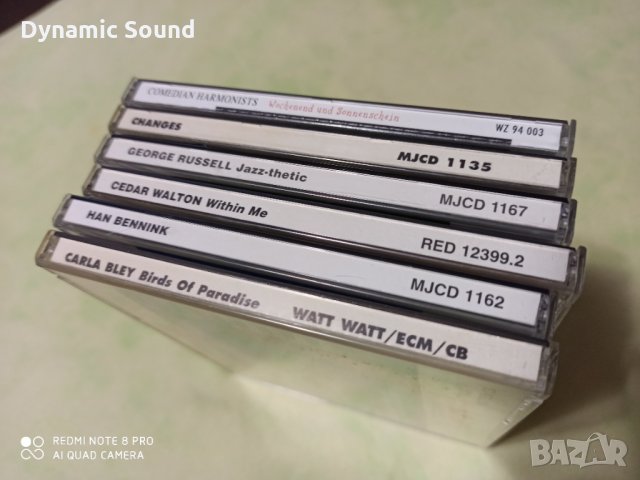 Dynamic Sound
COMEDIAN HARMONISTS Wochenend und Sonnenschein WZ 94 003
CHANGES MJCD 1135
GEORGE RUSSELL Jazz-thetic MJCD 1167
CEDAR WALTON Within Me RED 12399.2
HAN BENNINK MJCD 1162
CARLA BLEY Birds Of Paradise WATT WATT/ECM/CB
REDMI NOTE 8 PRO
AI QUAD CAMERA
BAZAR